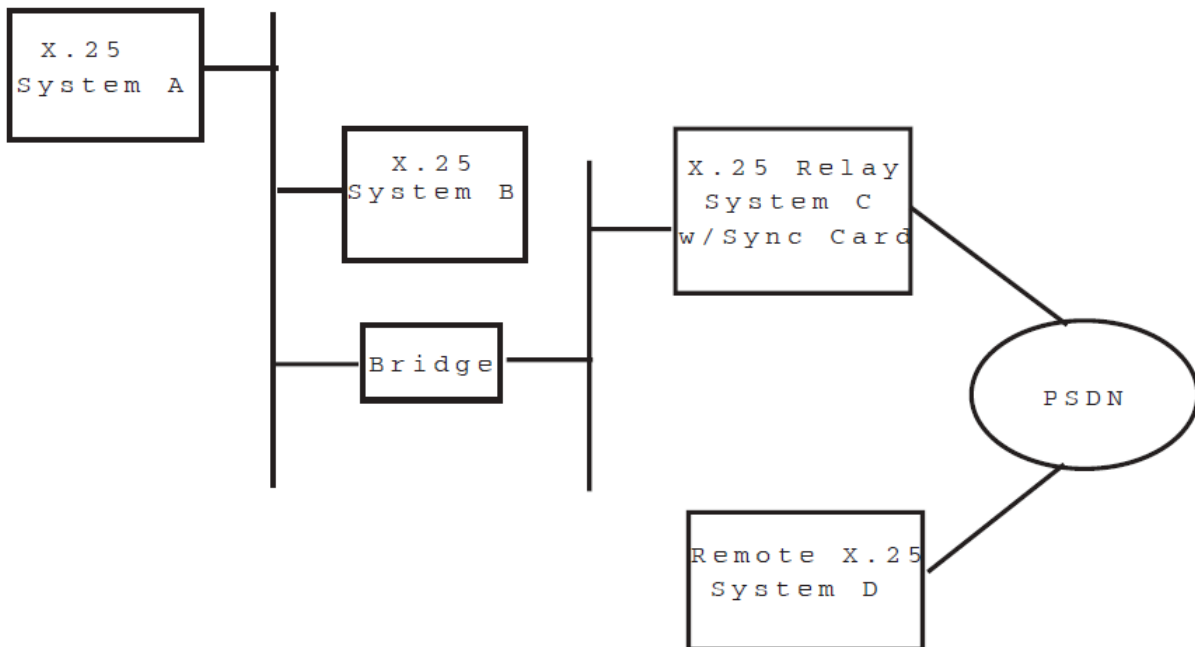 X.25
System A
X.25
System B
X.25 Relay
System C
w/Sync Card
Bridge
PSDN
Remote X.25
System D